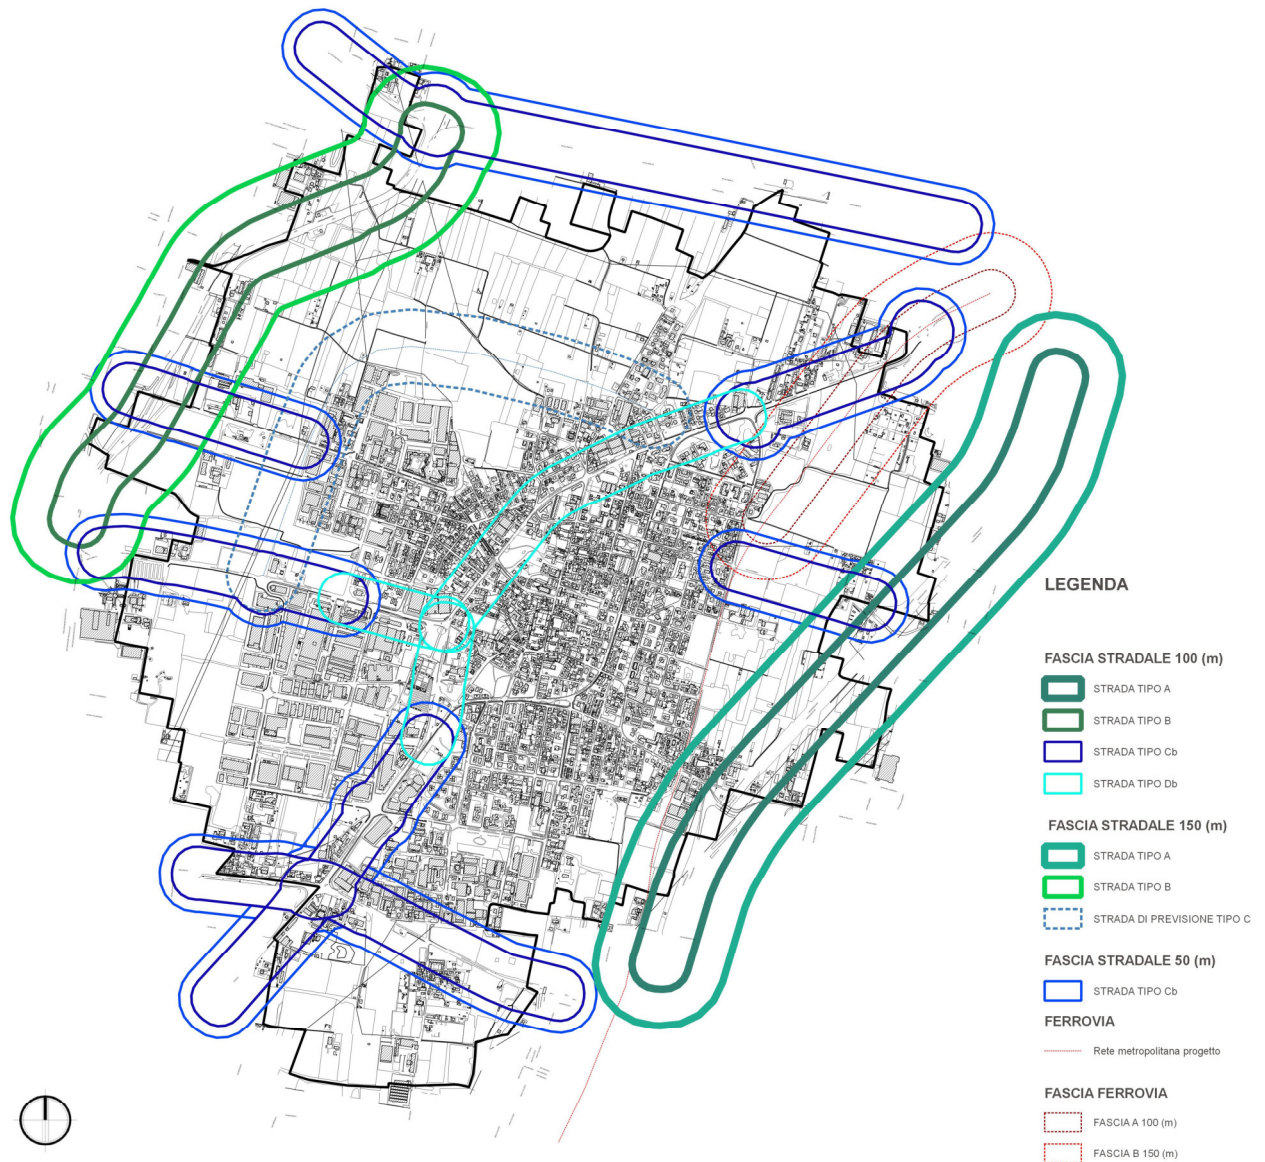 LEGENDA
FASCIA STRADALE 100 (m)
STRADA TIPO A
STRADA TIPO B
STRADA TIPO Cb
STRADA TIPO Db
FASCIA STRADALE 150 (m)
STRADA TIPO A
STRADA TIPO B
STRADA DI PREVISIONE TIPO C
FASCIA STRADALE 50 (m)
STRADA TIPO Cb
FERROVIA
Rete metropolitana progetto
FASCIA FERROVIA
FASCIA A 100 (m)
FASCIA B 150 (m)